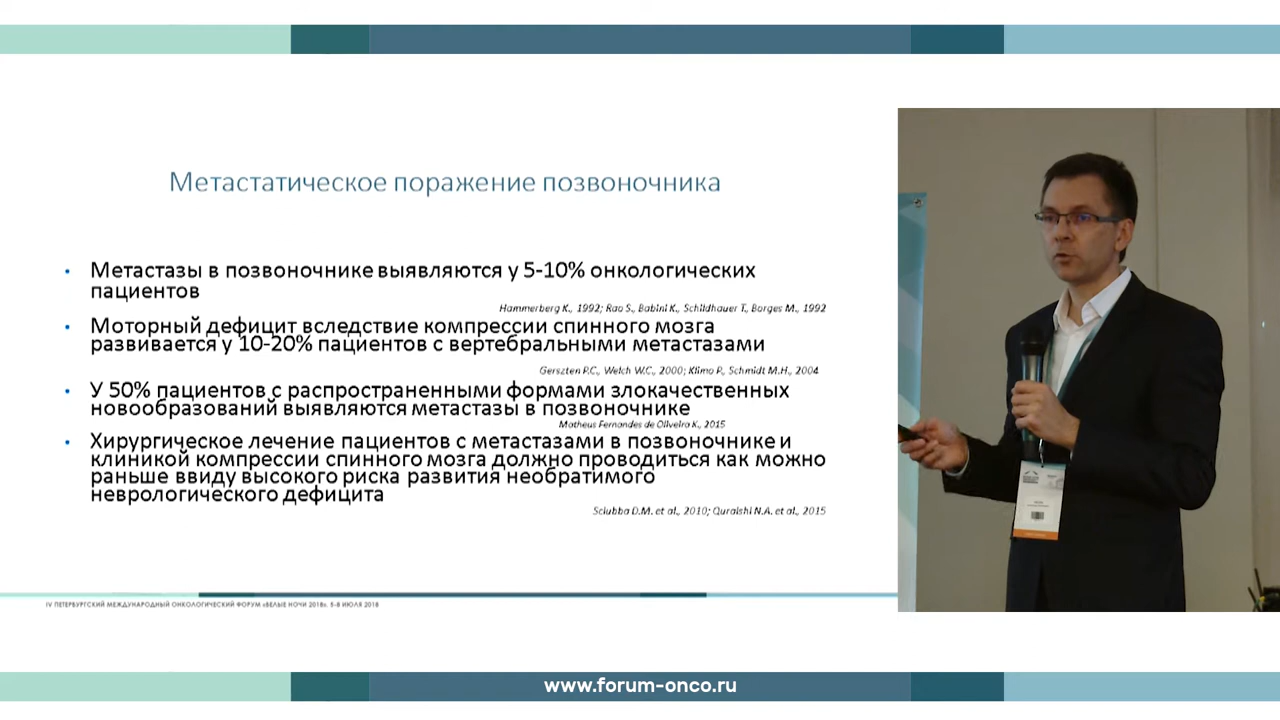 Метастатическое поражение позвоночника
• Метастазы в позвоночнике выявляются у 5-10% онкологических
пациентов
Hammerberg K., 1992; Rao S., Babini K., Schildhauer T., Borges M., 1992
• Моторный дефицит вследствие компрессии спинного мозга
развивается у 10-20% пациентов с вертебральными метастазами
Gerszten P.C., Welch W.C., 2000; Klimo P., Schmidt M.H., 2004
• У 50% пациентов с распространенными формами злокачественных
новообразований выявляются метастазы в позвоночнике
Matheus Fernandes de Oliveira K., 2015
• Хирургическое лечение пациентов с метастазами в позвоночнике и
клиникой компрессии спинного мозга должно проводиться как можно
раньше ввиду высокого риска развития необратимого
неврологического дефицита
Sciubba D.M. et al., 2010; Quraishi N.A. et al., 2015
IV ПЕТЕРБУРГСКИЙ МЕЖДУНАРОДНЫЙ ОНКОЛОГИЧЕСКИЙ ФОРУМ «БЕЛЫЕ НОЧИ 2018». 5-8 ИЮЛЯ 2018
www.forum-onco.ru